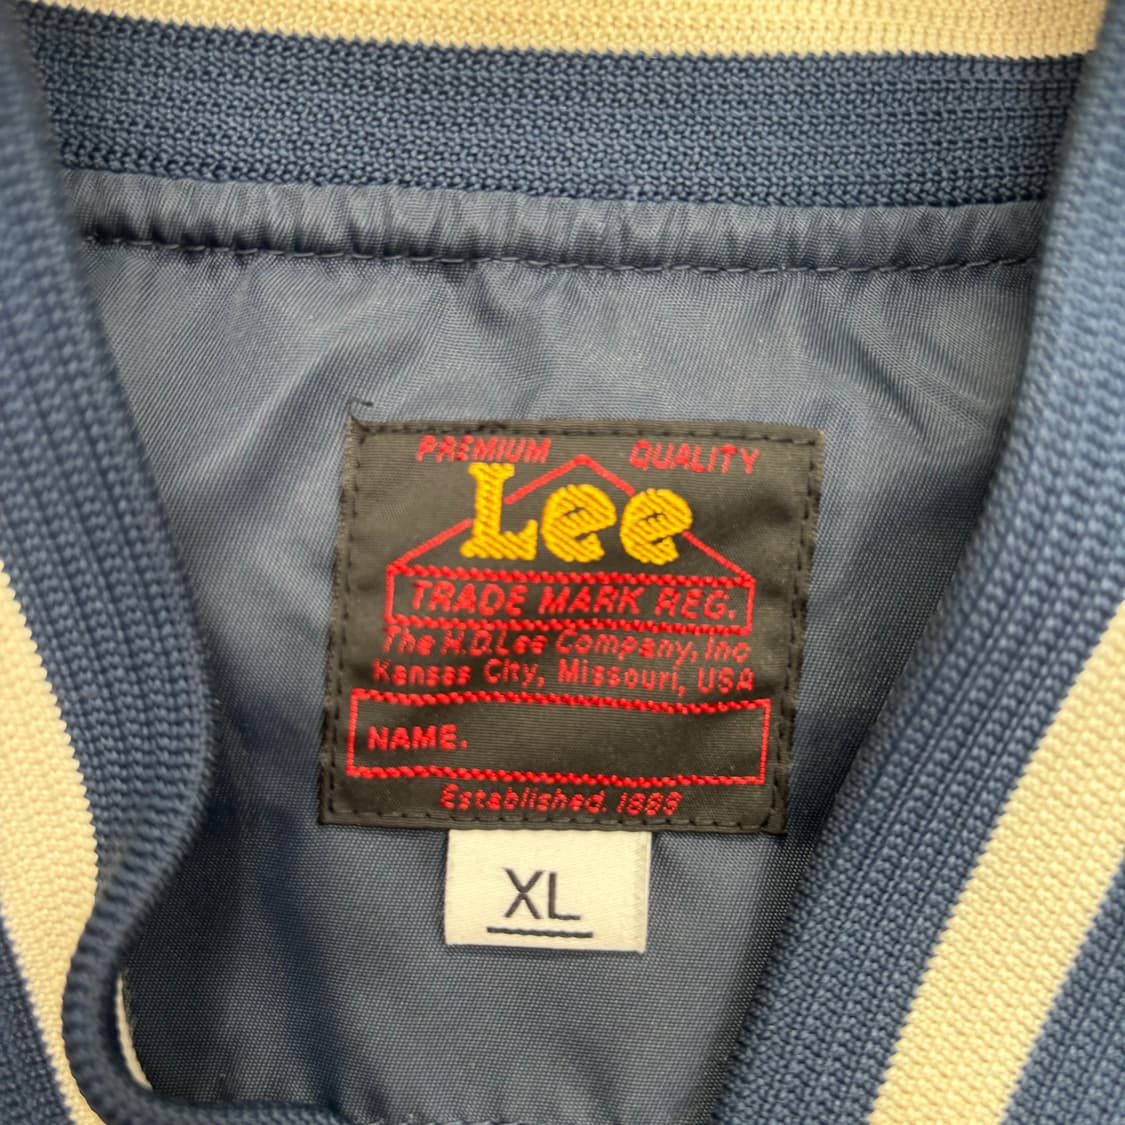 PREMIUM QUALITY
Lee
TRADE MARK REG.
The H.D.Lee Company, Inc
Kansas City, Missouri, USA
NAME.
Established. 1889
XL